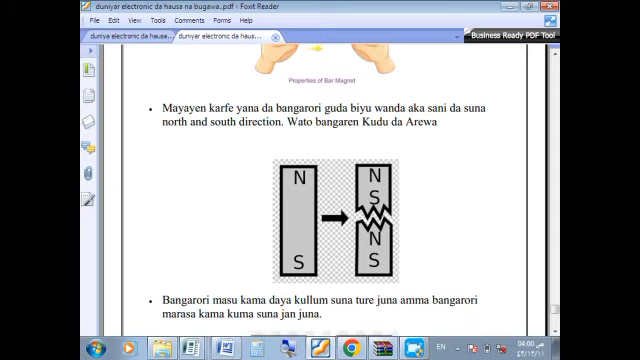 duniyar electronic da hausa na bugawa..pdf - Foxit Reader
File Edit View Tools Comments Forms Help
duniya electronic da hausa...
duniyar electronic da haus...
Business Ready PDF Tool
Properties of Bar Magnet
• Mayayen karfe yana da bangarori guda biyu wanda aka sani da suna
north and south direction. Wato bangaren Kudu da Arewa
N
S
N
S
N
S
• Bangarori masu kama daya kullum suna ture juna amma bangarori
marasa kama kuma suna jan juna.
EN
04:00 ص